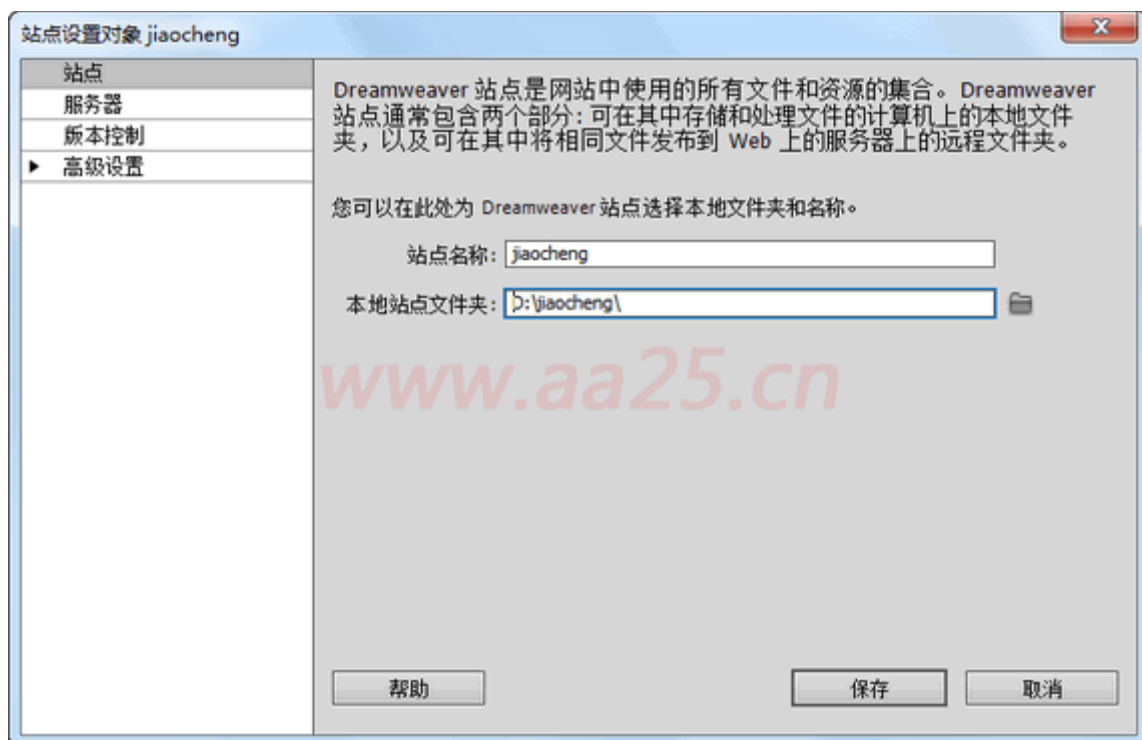 站点设置对象 jiaocheng
站点
服务器
版本控制
高级设置
Dreamweaver 站点是网站中使用的所有文件和资源的集合。Dreamweaver
站点通常包含两个部分：可在其中存储和处理文件的计算机上的本地文件
夹，以及可在其中将相同文件发布到 Web 上的服务器上的远程文件夹。
您可以在此处为 Dreamweaver 站点选择本地文件夹和名称。
站点名称： jiaocheng
本地站点文件夹： D:\jiaocheng\
www.aa25.cn
帮助 保存 取消